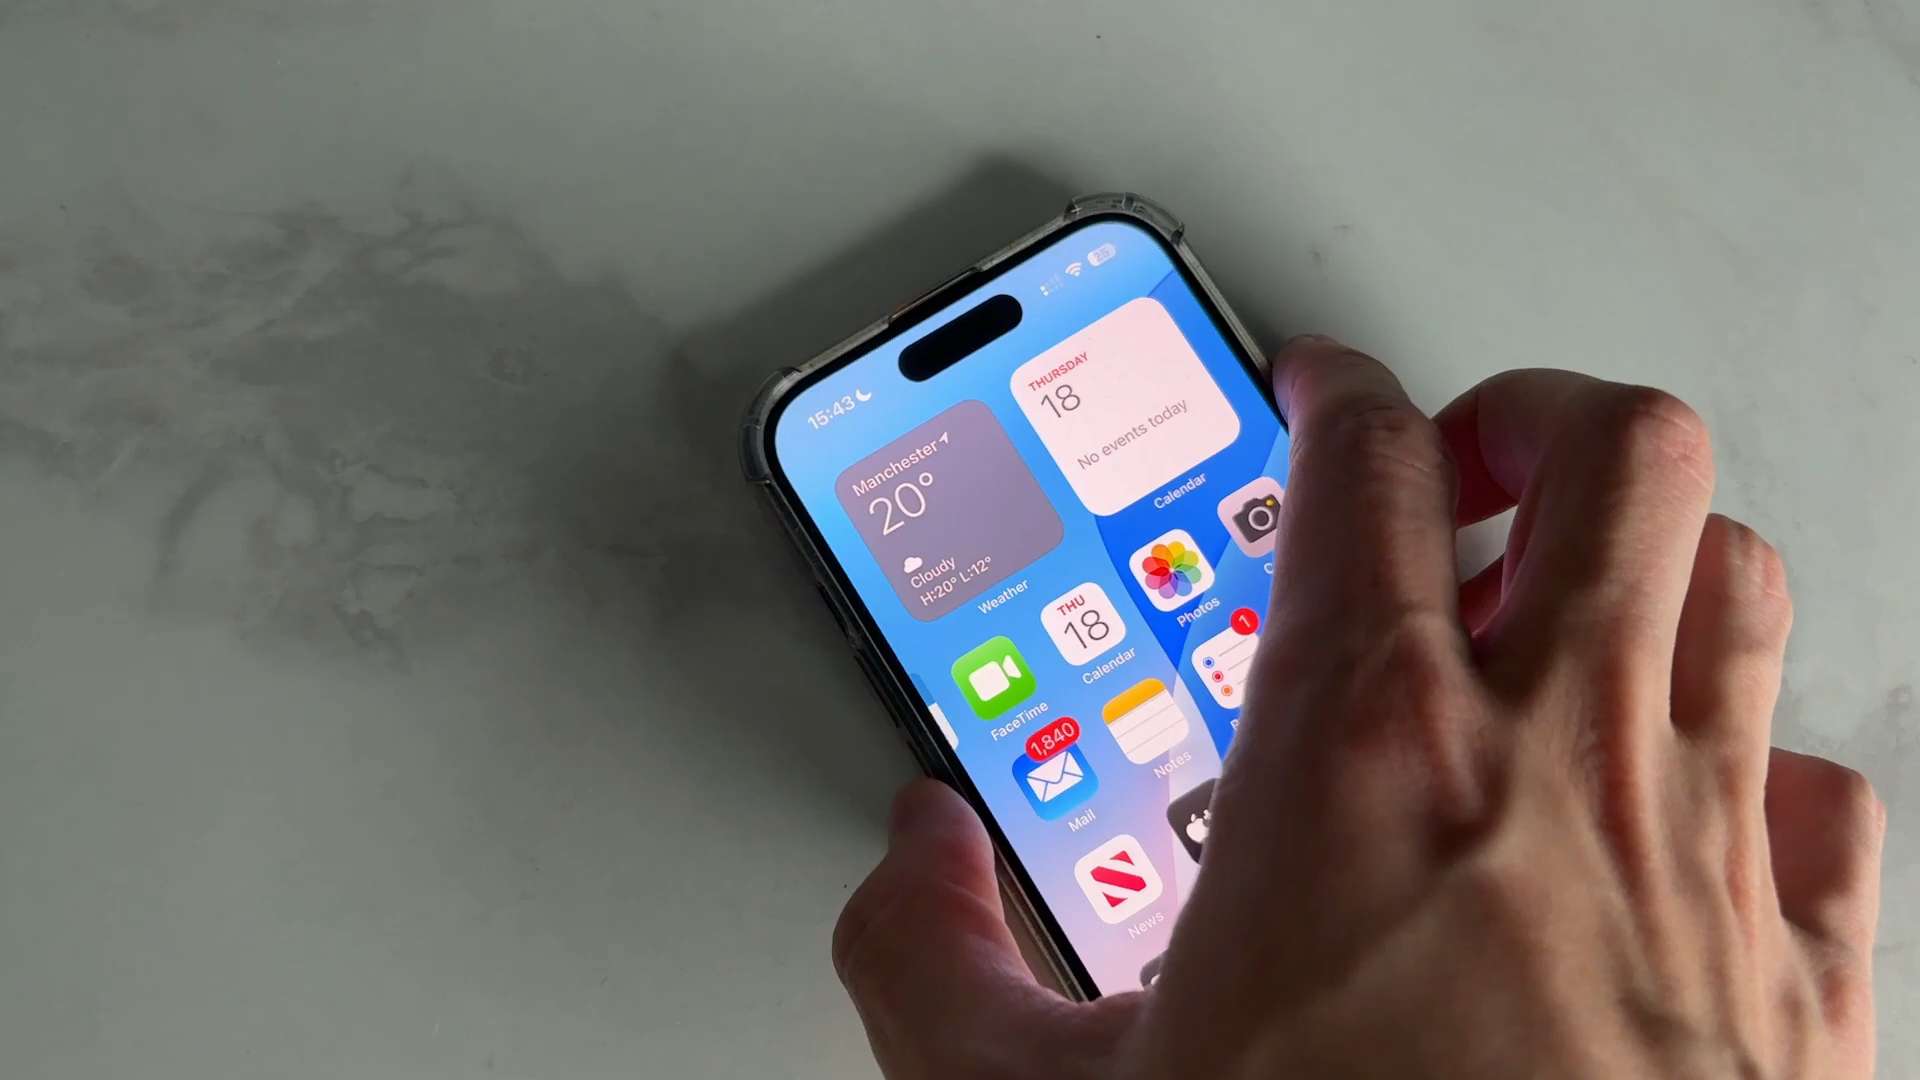 15:43
26
Manchester
20°
Cloudy
H:20° L:12°
Weather
THURSDAY
18
No events today
Calendar
FaceTime
THU
18
Calendar
Photos
1,840
Mail
Notes
1
News